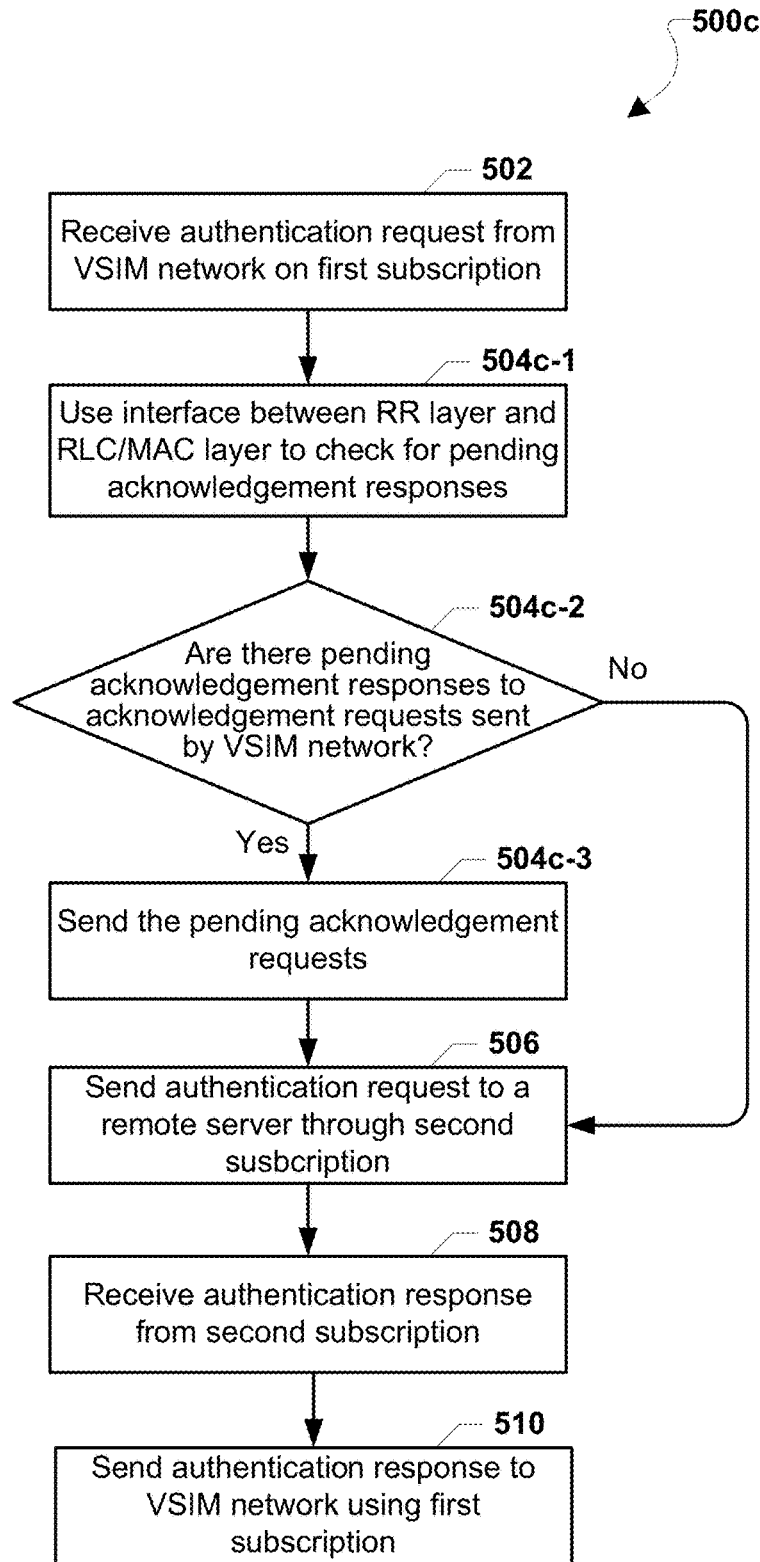 500c
502
Receive authentication request from
VSIM network on first subscription
504c-1
Use interface between RR layer and
RLC/MAC layer to check for pending
acknowledgement responses
504c-2
Are there pending
acknowledgement responses to
acknowledgement requests sent
by VSIM network?
No
Yes
504c-3
Send the pending acknowledgement
requests
506
Send authentication request to a
remote server through second
susbcription
508
Receive authentication response
from second subscription
510
Send authentication response to
VSIM network using first
subscription